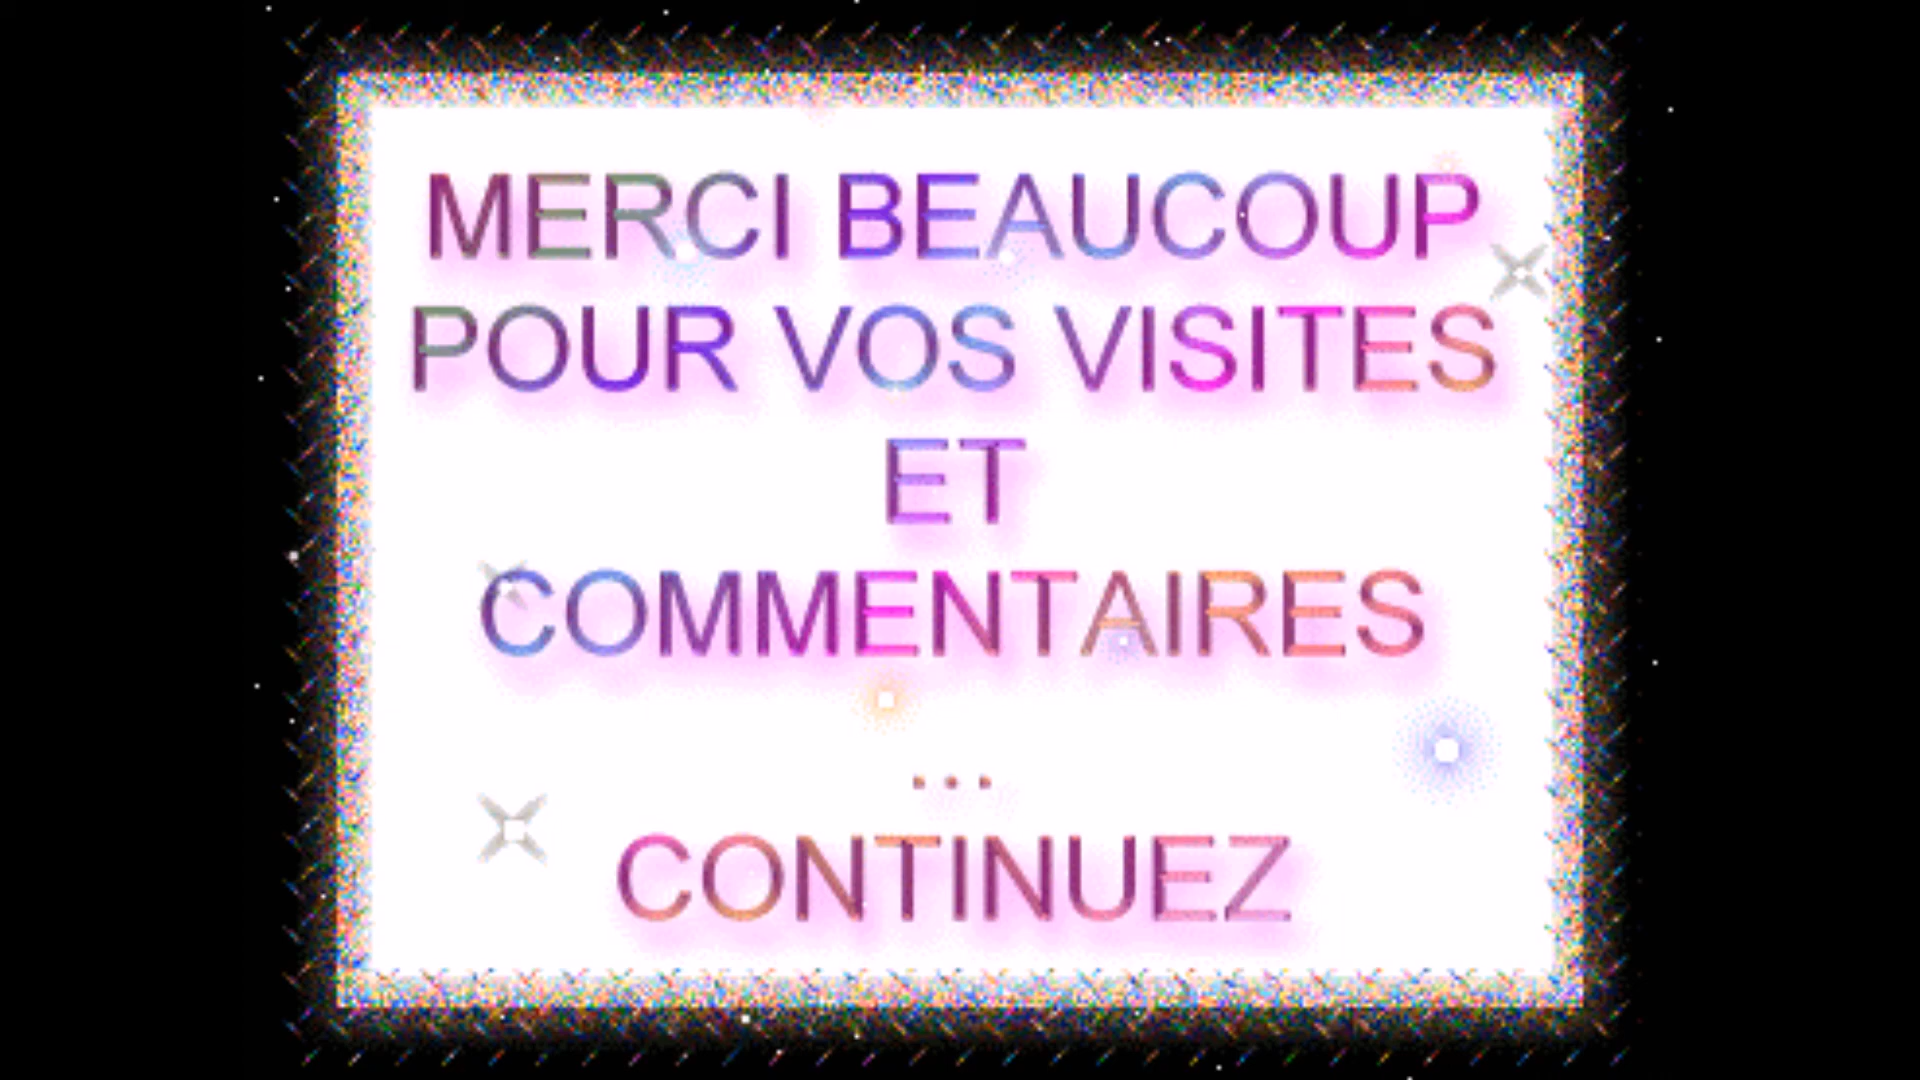 MERCI BEAUCOUP
POUR VOS VISITES
ET
COMMENTAIRES
...
CONTINUEZ